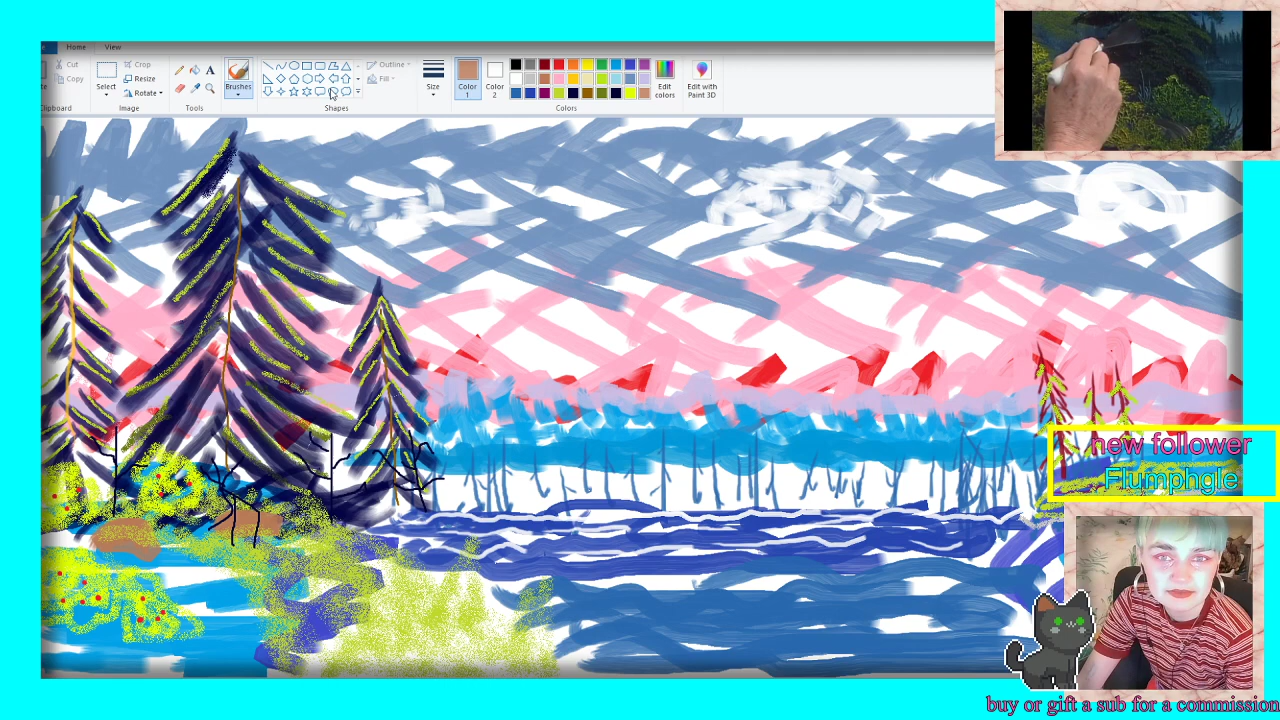 Home View
Cut
Copy
Clipboard
Select
Crop
Resize
Rotate
Image
A
Tools
Brushes
Outline
Fill
Shapes
Size
Color
1
Color
2
Edit
colors
Colors
Edit with
Paint 3D
new follower
Flumphgle
buy or gift a sub for a commission